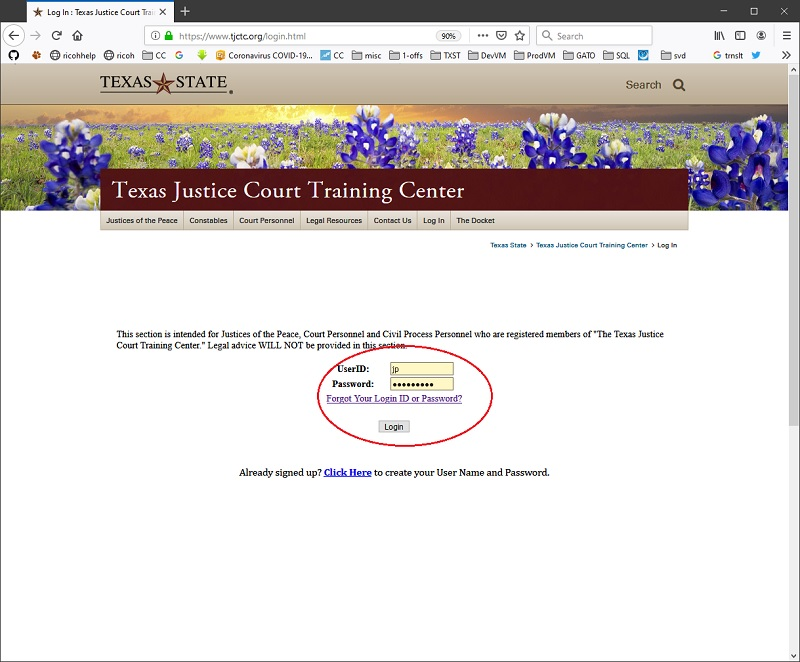 Log In : Texas Justice Court Trai
https://www.tjctc.org/login.html
90%
Search
ricohhelp
ricoh
CC
G
Coronavirus COVID-19...
CC
misc
1-offs
TXST
DevVM
ProdVM
GATO
SQL
svd
G trnslt
TEXAS STATE
Search
Texas Justice Court Training Center
Justices of the Peace
Constables
Court Personnel
Legal Resources
Contact Us
Log In
The Docket
Texas State > Texas Justice Court Training Center > Log In
This section is intended for Justices of the Peace, Court Personnel and Civil Process Personnel who are registered members of "The Texas Justice
Court Training Center." Legal advice WILL NOT be provided in this section.
UserID: jp
Password: ●●●●●●●●●
Forgot Your Login ID or Password?
Login
Already signed up? Click Here to create your User Name and Password.